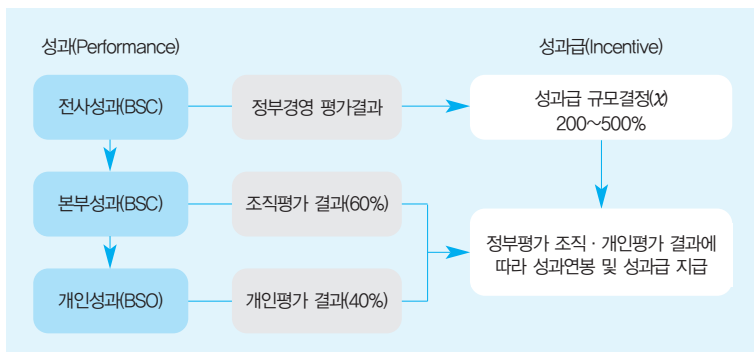 성과(Performance)
성과급(Incentive)
전사성과(BSC)
정부경영 평가결과
성과급 규모결정(χ)
200~500%
본부성과(BSC)
조직평가 결과(60%)
정부평가 조직 · 개인평가 결과에
따라 성과연봉 및 성과급 지급
개인성과(BSO)
개인평가 결과(40%)